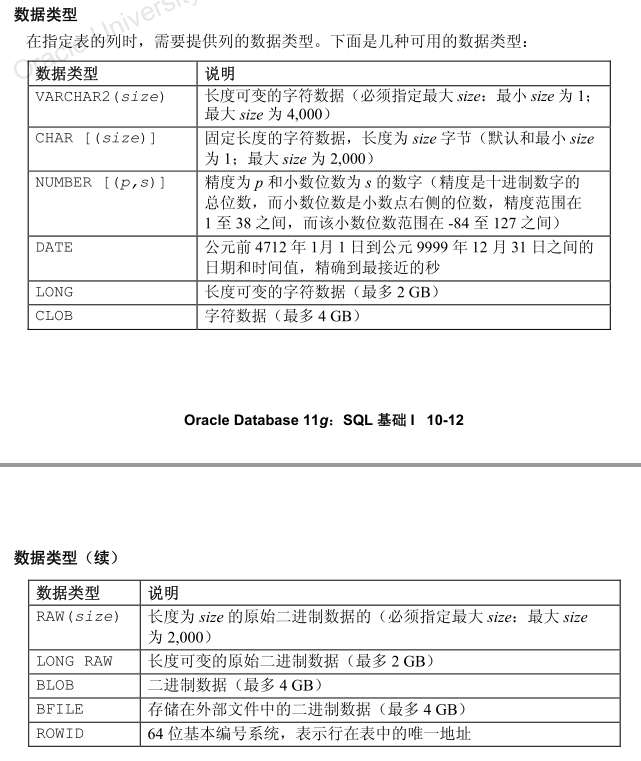 数据类型
在指定表的列时，需要提供列的数据类型。下面是几种可用的数据类型：
Oracle University
数据类型 说明
VARCHAR2(size) 长度可变的字符数据（必须指定最大 size：最小 size 为 1；
最大 size 为 4,000）
CHAR [(size)] 固定长度的字符数据，长度为 size 字节（默认和最小 size
为 1；最大 size 为 2,000）
NUMBER [(p,s)] 精度为 p 和小数位数为 s 的数字（精度是十进制数字的
总位数，而小数位数是小数点右侧的位数，精度范围在
1 至 38 之间，而该小数位数范围在 -84 至 127 之间）
DATE 公元前 4712 年 1月 1 日到公元 9999 年 12 月 31 日之间的
日期和时间值，精确到最接近的秒
LONG 长度可变的字符数据（最多 2 GB）
CLOB 字符数据（最多 4 GB）
Oracle Database 11g：SQL 基础 I 10-12
数据类型（续）
数据类型 说明
RAW(size) 长度为 size 的原始二进制数据的（必须指定最大 size：最大 size
为 2,000）
LONG RAW 长度可变的原始二进制数据（最多 2 GB）
BLOB 二进制数据（最多 4 GB）
BFILE 存储在外部文件中的二进制数据（最多 4 GB）
ROWID 64 位基本编号系统，表示行在表中的唯一地址